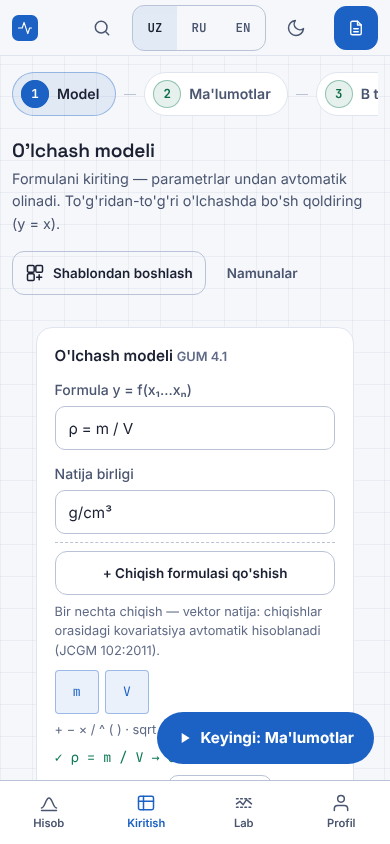 UZ RU EN
1 Model 2 Ma'lumotlar 3 B t
O'lchash modeli
Formulani kiriting — parametrlar undan avtomatik
olinadi. To'g'ridan-to'g'ri o'lchashda bo'sh qoldiring
(y = x).
Shablondan boshlash Namunalar
O'lchash modeli GUM 4.1
Formula y = f(x₁…xₙ)
ρ = m / V
Natija birligi
g/cm³
+ Chiqish formulasi qo'shish
Bir nechta chiqish — vektor natija: chiqishlar
orasidagi kovariatsiya avtomatik hisoblanadi
(JCGM 102:2011).
m V
+ − × / ^ ( ) · sqrt
✓ ρ = m / V →
Keyingi: Ma'lumotlar
Hisob Kiritish Lab Profil